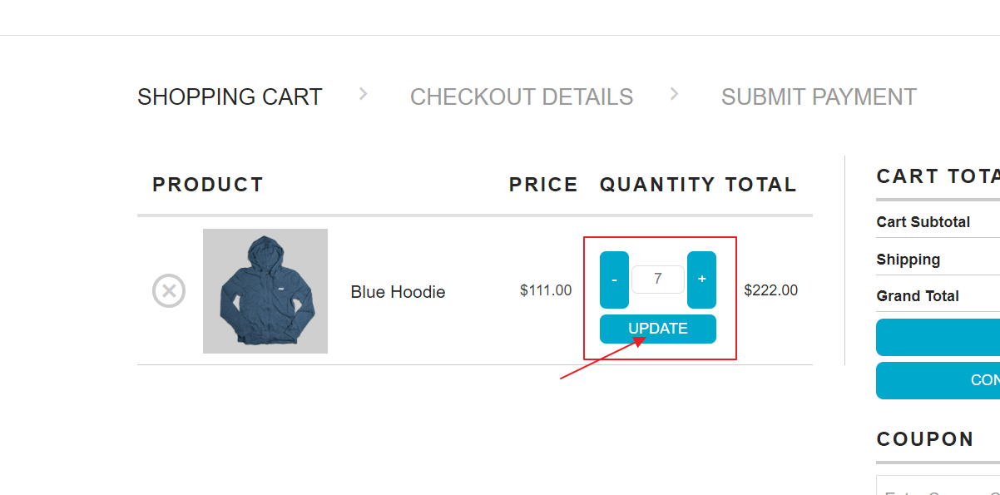 SHOPPING CART > CHECKOUT DETAILS > SUBMIT PAYMENT
PRODUCT PRICE QUANTITY TOTAL
Blue Hoodie $111.00 - 7 + $222.00
UPDATE
CART TOTA
Cart Subtotal
Shipping
Grand Total
CON
COUPON